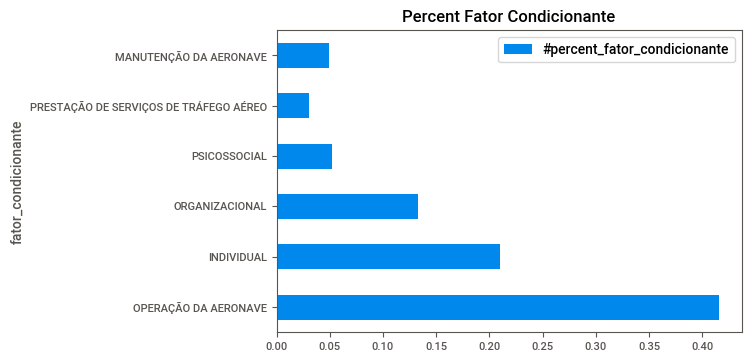 Percent Fator Condicionante
#percent_fator_condicionante
MANUTENÇÃO DA AERONAVE
PRESTAÇÃO DE SERVIÇOS DE TRÁFEGO AÉREO
PSICOSSOCIAL
ORGANIZACIONAL
INDIVIDUAL
OPERAÇÃO DA AERONAVE
fator_condicionante
0.00 0.05 0.10 0.15 0.20 0.25 0.30 0.35 0.40